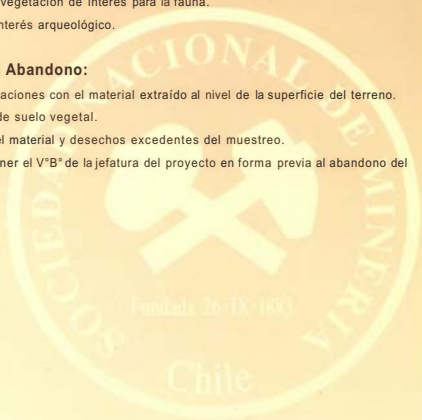 vegetación de interés para la fauna.
nterés arqueológico.
Abandono:
aciones con el material extraído al nivel de la superficie del terreno.
de suelo vegetal.
el material y desechos excedentes del muestreo.
ner el V°B° de la jefatura del proyecto en forma previa al abandono del
SOCIEDAD NACIONAL DE MINERIA
Fundada 26-IX-1883
Chile